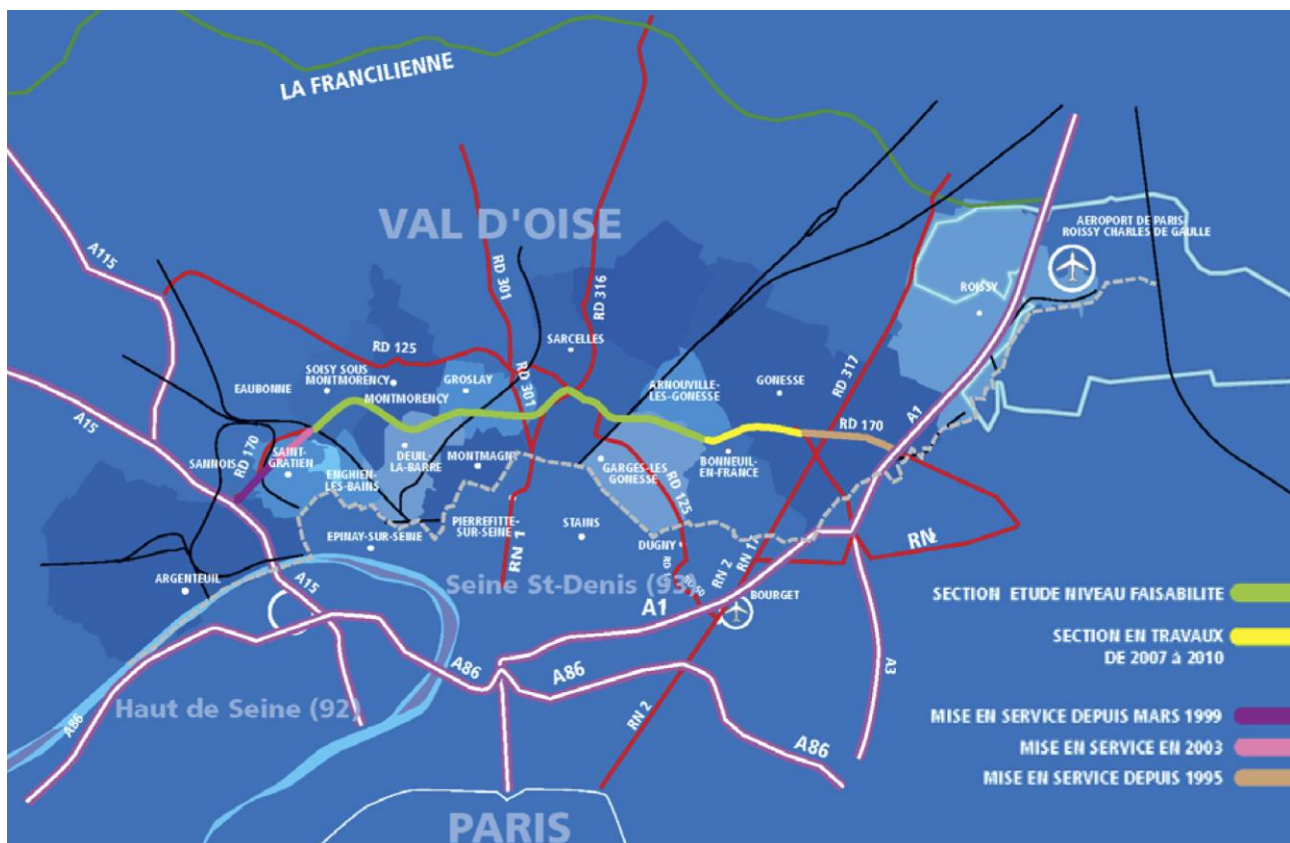 LA FRANCILIENNE
VAL D'OISE
A115
AEROPORT DE PARIS-
ROISSY CHARLES DE GAULLE
RD 301
RD 316
ROISSY
RD 125
SARCELLES
SOISY SOUS
MONTMORENCY
EAUBONNE
GROSLAY
MONTMORENCY
RD 301
ARNOUVILLE-
LES-GONESSE
GONESSE
RD 317
A1
A15
RD 170
RD 170
SANNOIS
SAINT-
GRATIEN
ENGHIEN
LES-BAINS
DEUIL-
LA-BARRE
MONTMAGN
GARGES-LES
GONESSE
BONNEUIL-
EN-FRANCE
RD 125
EPINAY-SUR-SEINE
PIERREFITTE-
SUR-SEINE
STAINS
DUGNY
RN 1
RN 2
RN 1
RN
RD
50
ARGENTEUIL
A15
Seine St-Denis (93)
A1
BOURGET
A86
A86
A3
Haut de Seine (92)
A86
RN 2
A86
PARIS
SECTION ETUDE NIVEAU FAISABILITE
SECTION EN TRAVAUX
DE 2007 à 2010
MISE EN SERVICE DEPUIS MARS 1999
MISE EN SERVICE EN 2003
MISE EN SERVICE DEPUIS 1995